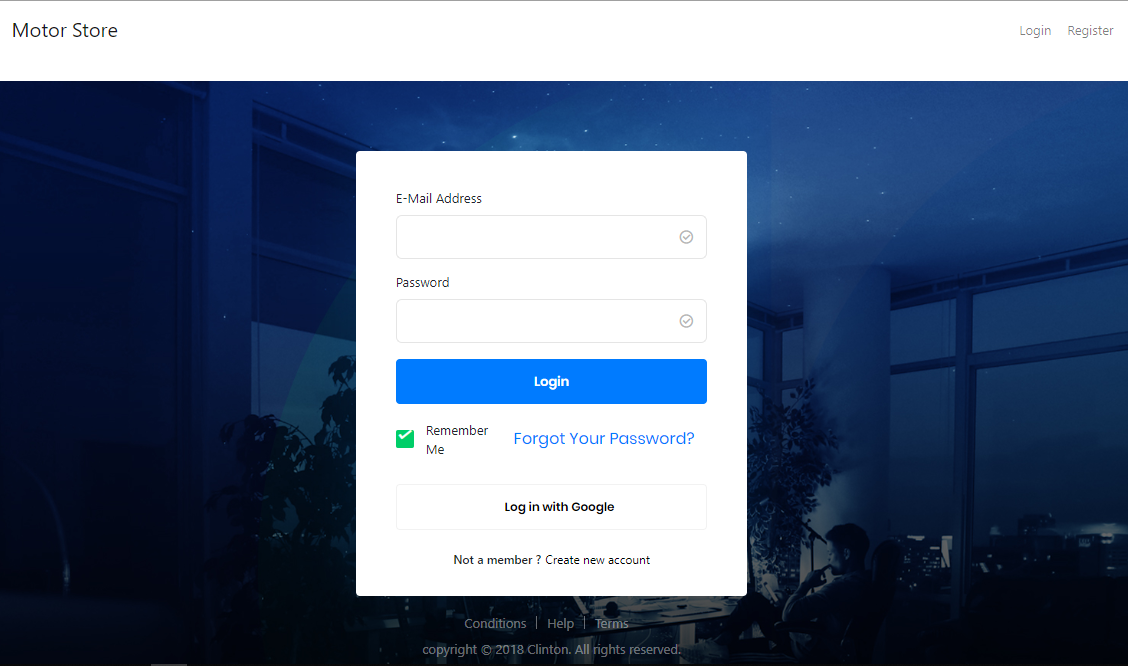 Motor Store
Login Register
E-Mail Address
Password
Login
Remember
Me
Forgot Your Password?
Log in with Google
Not a member ? Create new account
Conditions | Help | Terms
copyright © 2018 Clinton. All rights reserved.